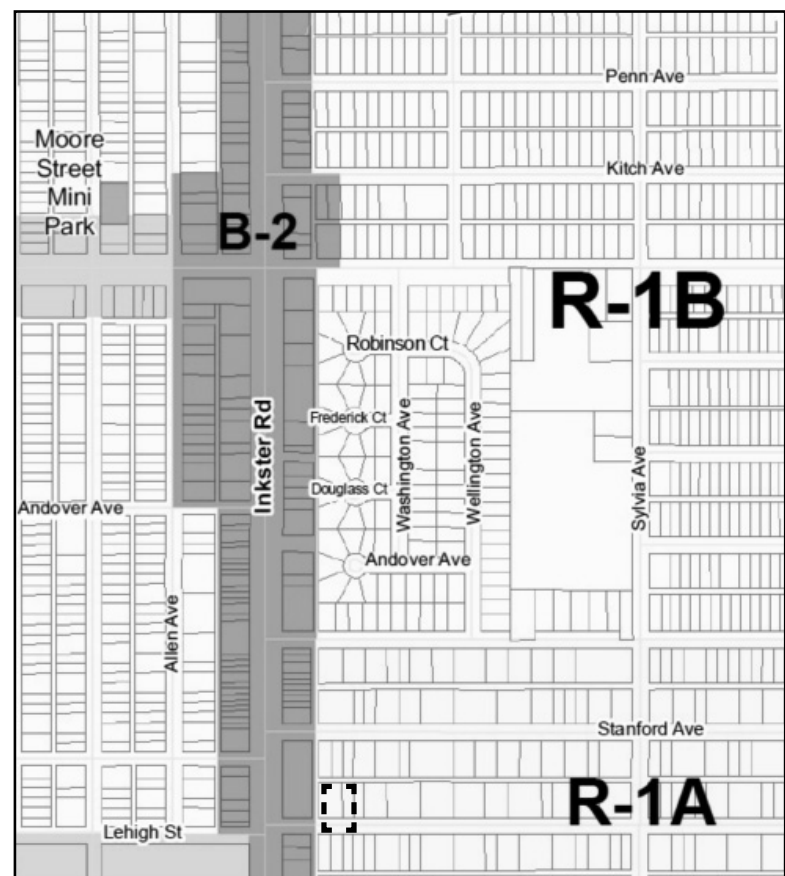 Penn Ave
Moore
Street
Mini
Park
Kitch Ave
B-2
R-1B
Robinson Ct
Inkster Rd
Frederick Ct
Washington Ave
Wellington Ave
Douglass Ct
Sylvia Ave
Andover Ave
Andover Ave
Allen Ave
Stanford Ave
R-1A
Lehigh St